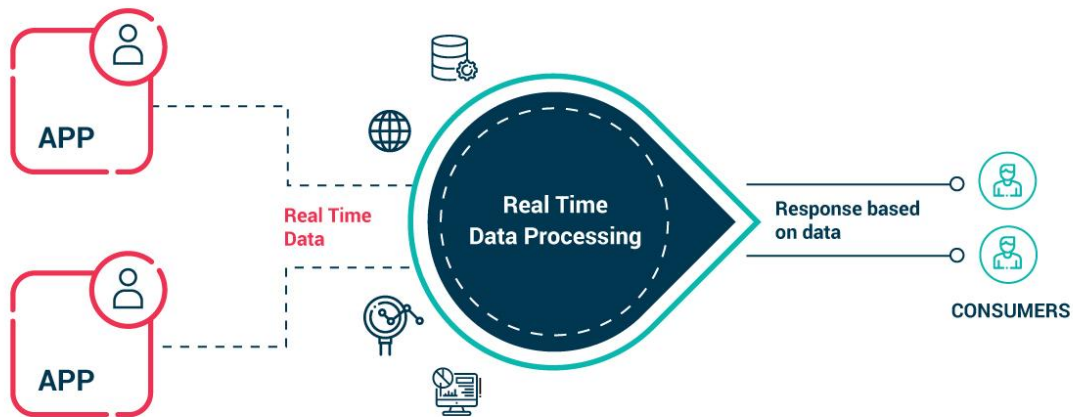 APP
APP
Real Time
Data
Real Time
Data Processing
Response based
on data
CONSUMERS